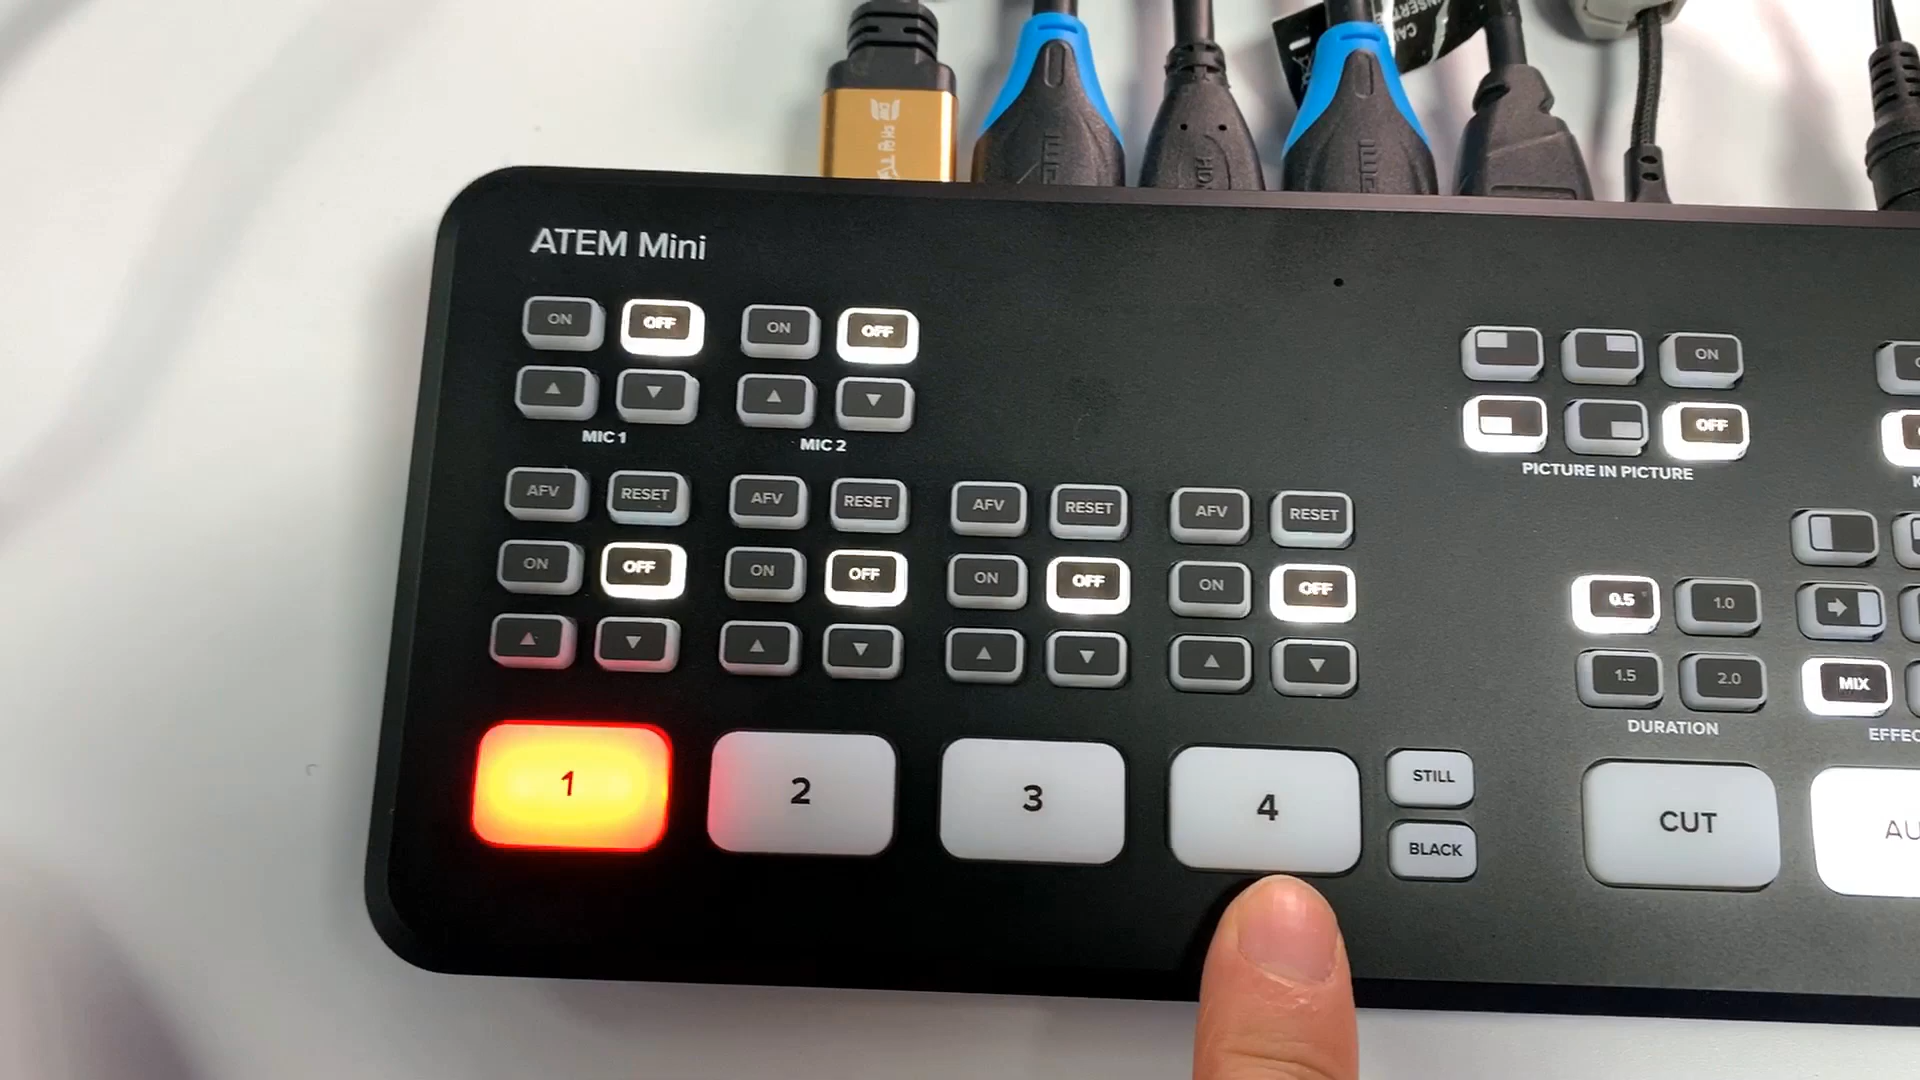 ATEM Mini
ON OFF ON OFF
MIC 1 MIC 2
ON
OFF
PICTURE IN PICTURE
AFV RESET AFV RESET AFV RESET AFV RESET
ON OFF ON OFF ON OFF ON OFF
0.5 1.0
1.5 2.0
DURATION
MIX
EFFEC
1 2 3 4
STILL
BLACK
CUT
AU